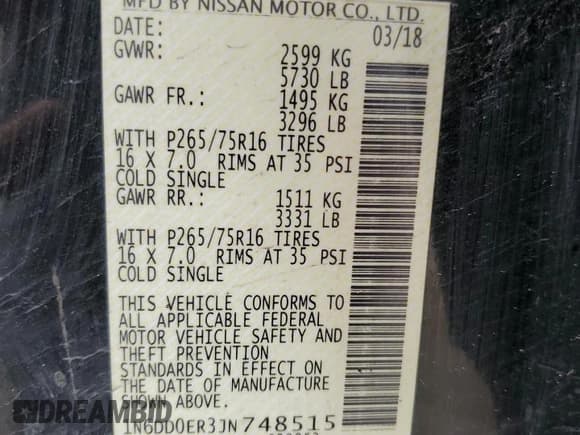 MFD BY NISSAN MOTOR CO., LTD.
DATE: 03/18
GVWR: 2599 KG
5730 LB
GAWR FR.: 1495 KG
3296 LB
WITH P265/75R16 TIRES
16 X 7.0 RIMS AT 35 PSI
COLD SINGLE
GAWR RR.: 1511 KG
3331 LB
WITH P265/75R16 TIRES
16 X 7.0 RIMS AT 35 PSI
COLD SINGLE
THIS VEHICLE CONFORMS TO
ALL APPLICABLE FEDERAL
MOTOR VEHICLE SAFETY AND
THEFT PREVENTION
STANDARDS IN EFFECT ON
THE DATE OF MANUFACTURE
SHOWN ABOVE.
1N6DD0ER3JN748515
DREAMBID